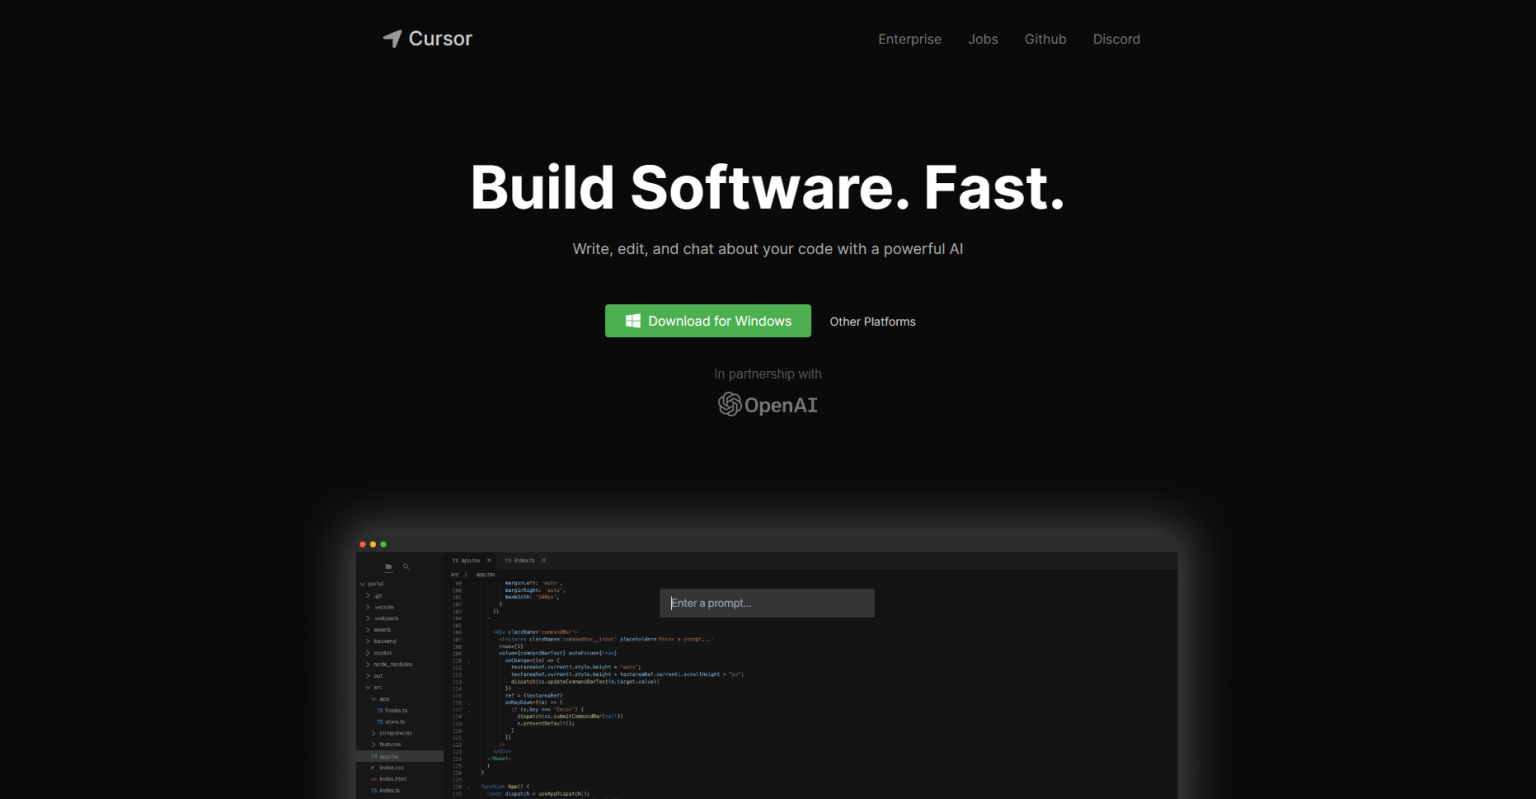 Cursor
Enterprise Jobs Github Discord
Build Software. Fast.
Write, edit, and chat about your code with a powerful AI
Download for Windows Other Platforms
In partnership with
OpenAI
TS app.tsx × TS index.ts ×
src > app.tsx
portal
.git
.vscode
.webpack
assets
backend
copilot
node_modules
out
src
app
TS hooks.ts
TS store.ts
components
features
TS app.tsx
# index.css
<> index.html
TS index.ts
Enter a prompt...
99 marginLeft: 'auto',
100 marginRight: 'auto',
101 maxWidth: '500px',
102 }
103 }}
104 >
105
106 <div className='commandBar'>
107 <textarea className='commandBar__input' placeholder='Enter a prompt...'
108 rows={1}
109 value={commandBarText} autoFocus={true}
110 onChange={(e) => {
111 textareaRef.current!.style.height = "auto";
112 textareaRef.current!.style.height = textareaRef.current!.scrollHeight + "px";
113 dispatch(cs.updateCommandBarText(e.target.value))
114 }}
115 ref = {textareaRef}
116 onKeyDown={(e) => {
117 if (e.key === 'Enter') {
118 dispatch(cs.submitCommandBar(null))
119 e.preventDefault();
120 }
121 }}
122 />
123 </div>
124 </Modal>
125 )
126 }
127
128 function App() {
129 const dispatch = useAppDispatch();